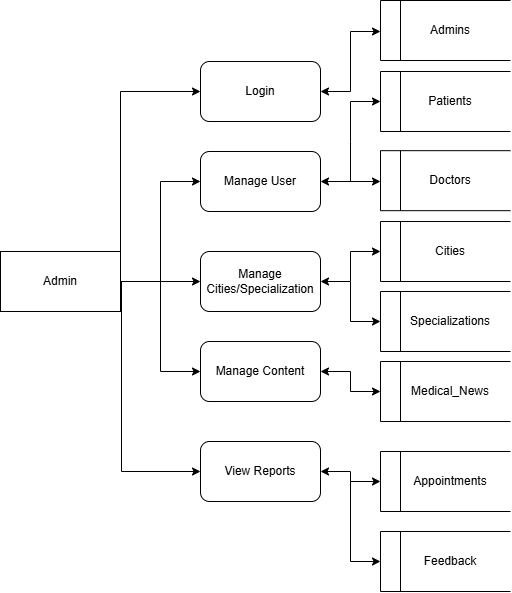 Admins
Login
Patients
Manage User
Doctors
Cities
Admin
Manage
Cities/Specialization
Specializations
Manage Content
Medical_News
View Reports
Appointments
Feedback